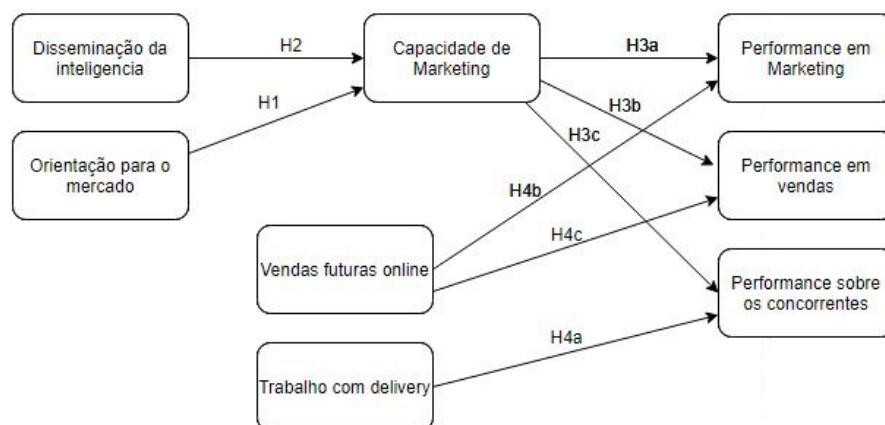 Disseminação da
inteligencia
H2
Capacidade de
Marketing
H3a
Performance em
Marketing
H1
H3b
H3c
Orientação para o
mercado
Performance em
vendas
H4b
H4c
Vendas futuras online
Performance sobre
os concorrentes
H4a
Trabalho com delivery